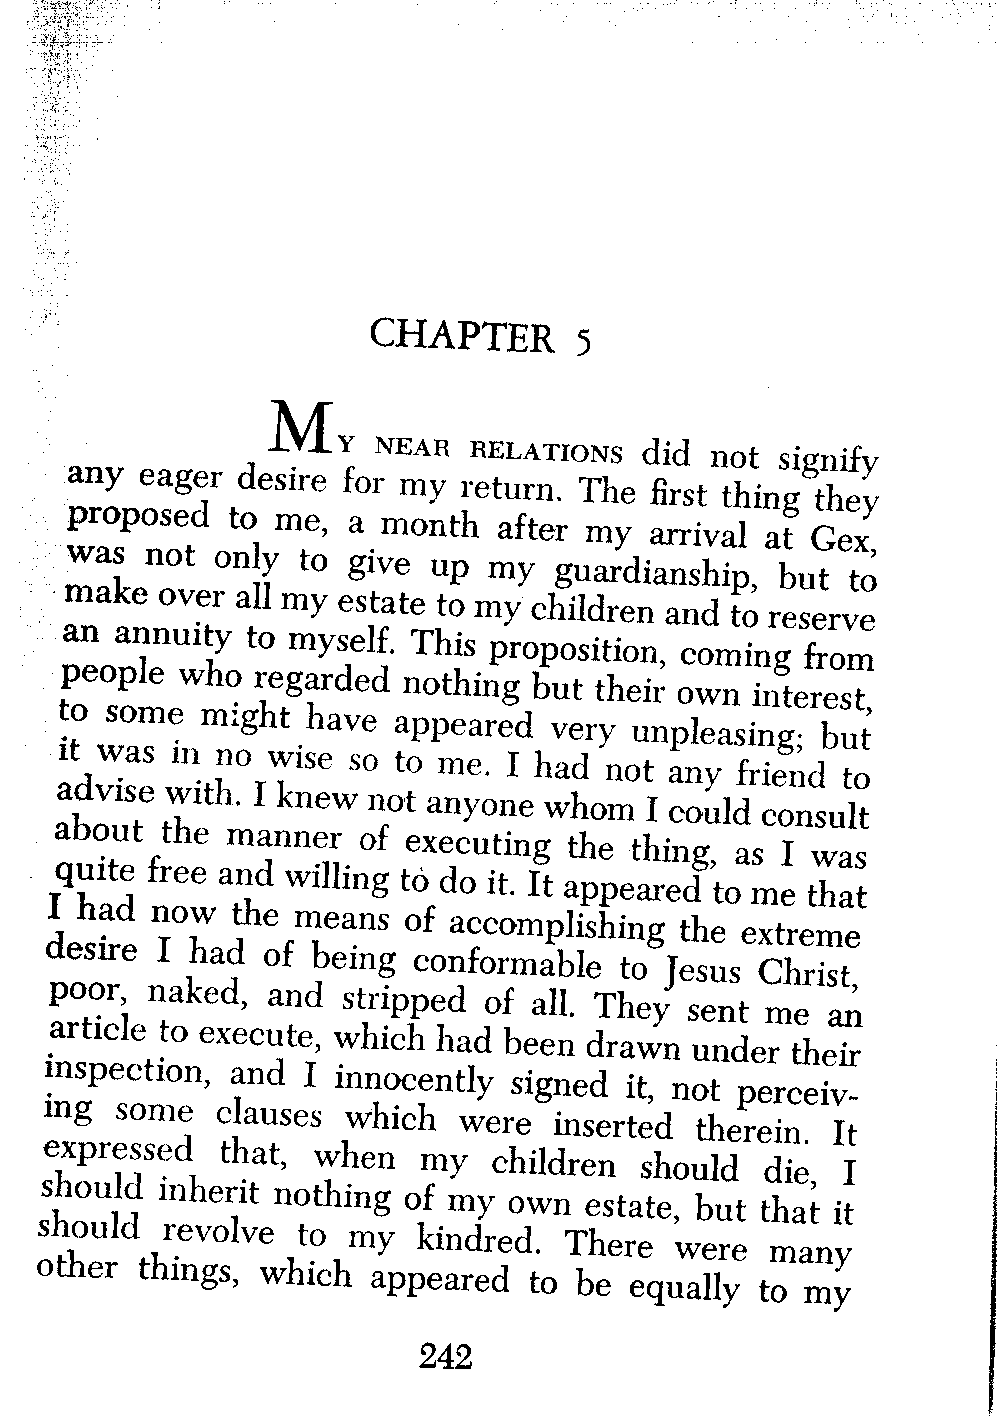 CHAPTER 5
MY NEAR RELATIONS did not signify
any eager desire for my return. The first thing they
proposed to me, a month after my arrival at Gex,
was not only to give up my guardianship, but to
make over all my estate to my children and to reserve
an annuity to myself. This proposition, coming from
people who regarded nothing but their own interest,
to some might have appeared very unpleasing; but
it was in no wise so to me. I had not any friend to
advise with. I knew not anyone whom I could consult
about the manner of executing the thing, as I was
quite free and willing to do it. It appeared to me that
I had now the means of accomplishing the extreme
desire I had of being conformable to Jesus Christ,
poor, naked, and stripped of all. They sent me an
article to execute, which had been drawn under their
inspection, and I innocently signed it, not perceiv-
ing some clauses which were inserted therein. It
expressed that, when my children should die, I
should inherit nothing of my own estate, but that it
should revolve to my kindred. There were many
other things, which appeared to be equally to my
242